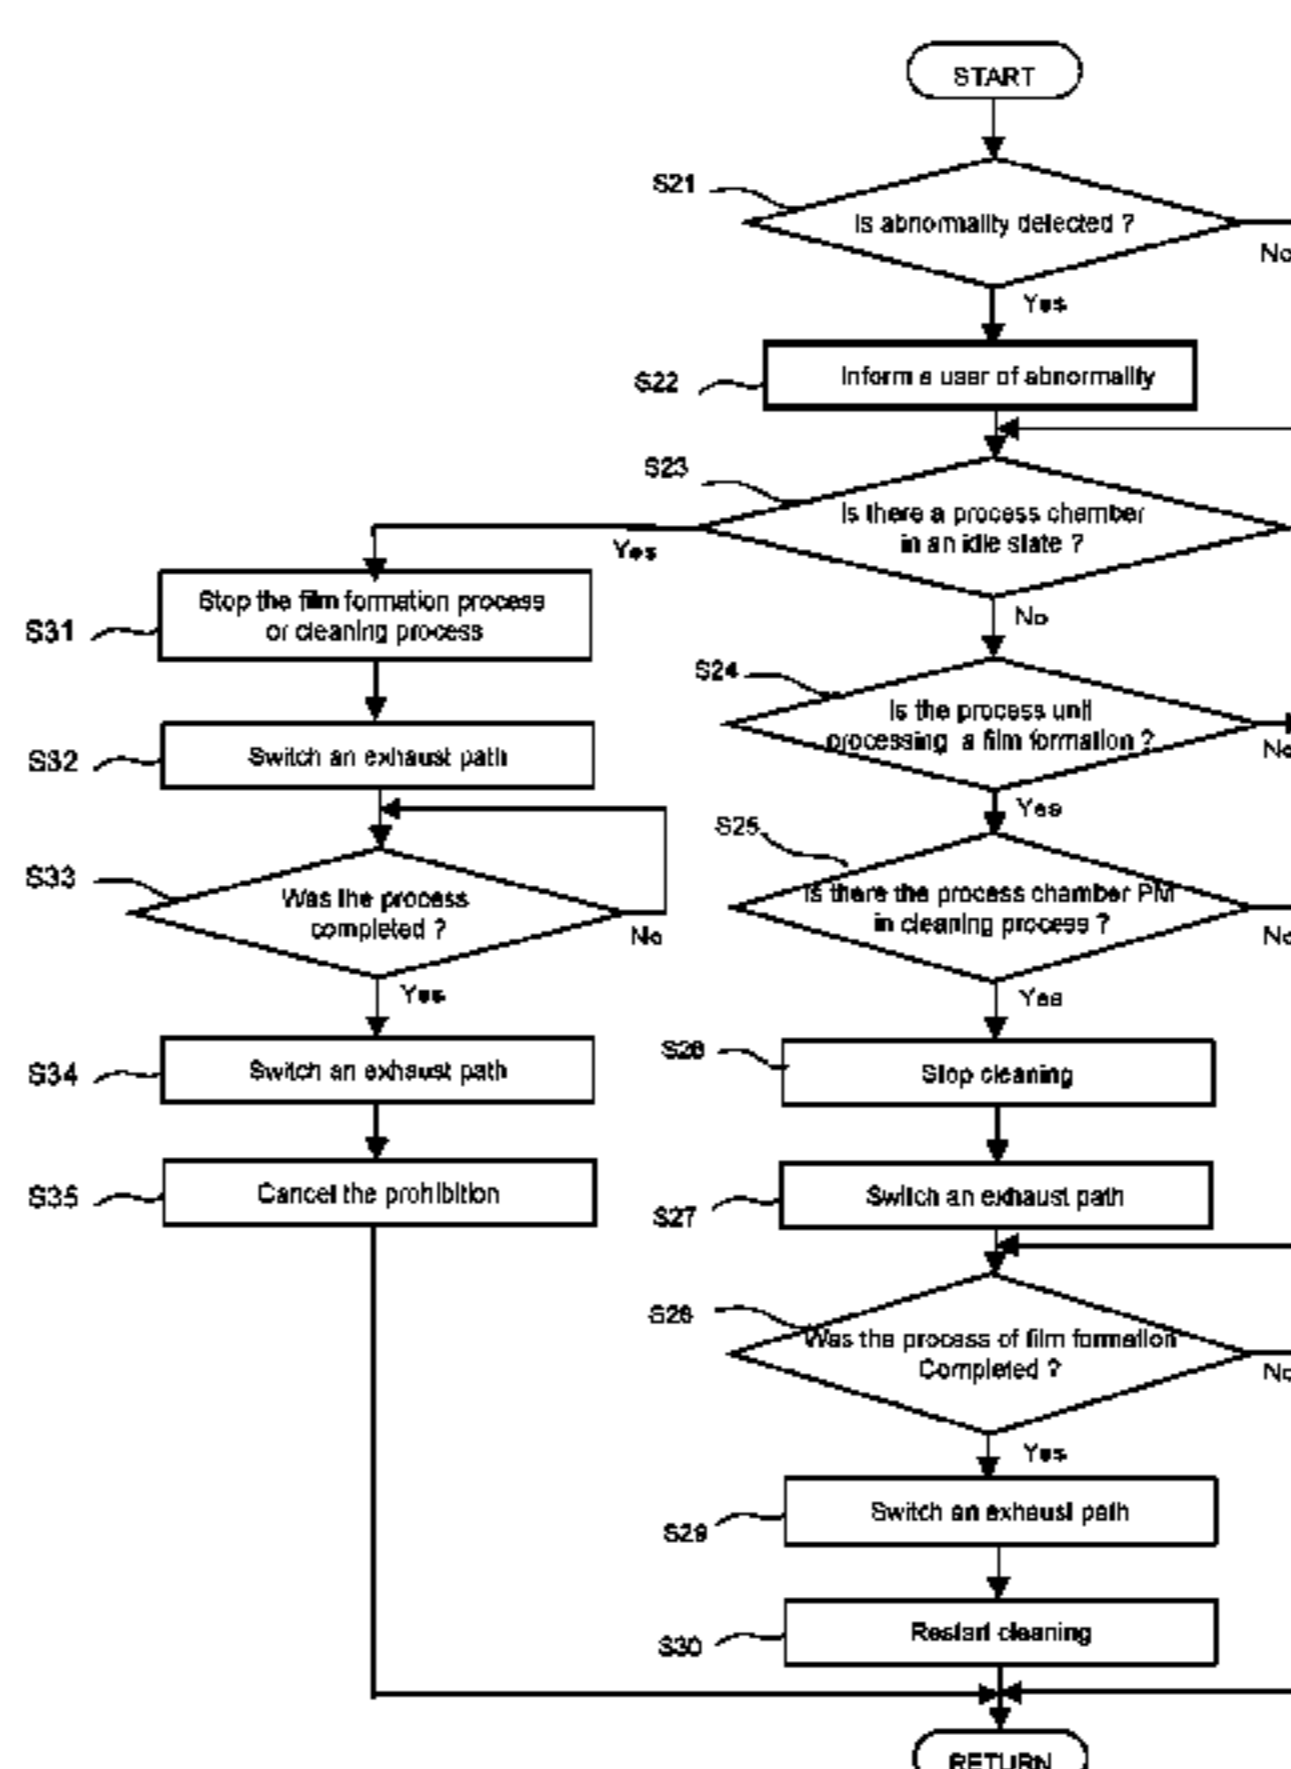 START
S21
Is abnormality detected ?
No
Yes
S22
Inform a user of abnormality
S23
Is there a process chamber
in an idle state ?
Yes
No
S31
Stop the film formation process
or cleaning process
S24
Is the process unit
processing a film formation ?
No
Yes
S32
Switch an exhaust path
S25
Is there the process chamber PM
in cleaning process ?
No
Yes
S33
Was the process
completed ?
No
Yes
S26
Stop cleaning
S34
Switch an exhaust path
S27
Switch an exhaust path
S35
Cancel the prohibition
S28
Was the process of film formation
Completed ?
No
Yes
S29
Switch an exhaust path
S30
Restart cleaning
RETURN